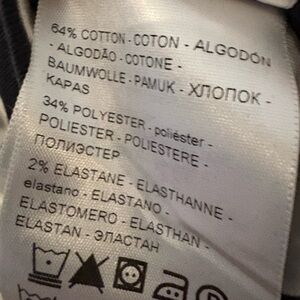 64% COTTON - COTON - ALGODÓN
- ALGODÃO - COTONE -
BAUMWOLLE - PAMUK - ХЛОПОК -
KAPAS
34% POLYESTER - poliéster -
POLIESTER - POLIESTERE -
ПОЛИЭСТЕР
2% ELASTANE - ELASTHANNE -
elastano - ELASTANO -
ELASTOMERO - ELASTHAN -
ELASTAN - ЭЛАСТАН